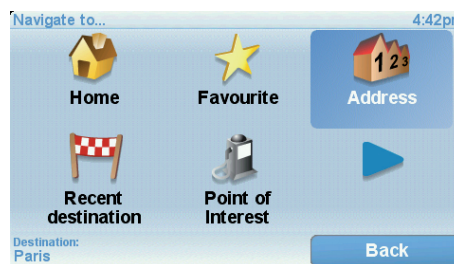 Navigate to...
4:42pm
Home
Favourite
1 2 3
Address
Recent
destination
Point of
Interest
Destination:
Paris
Back